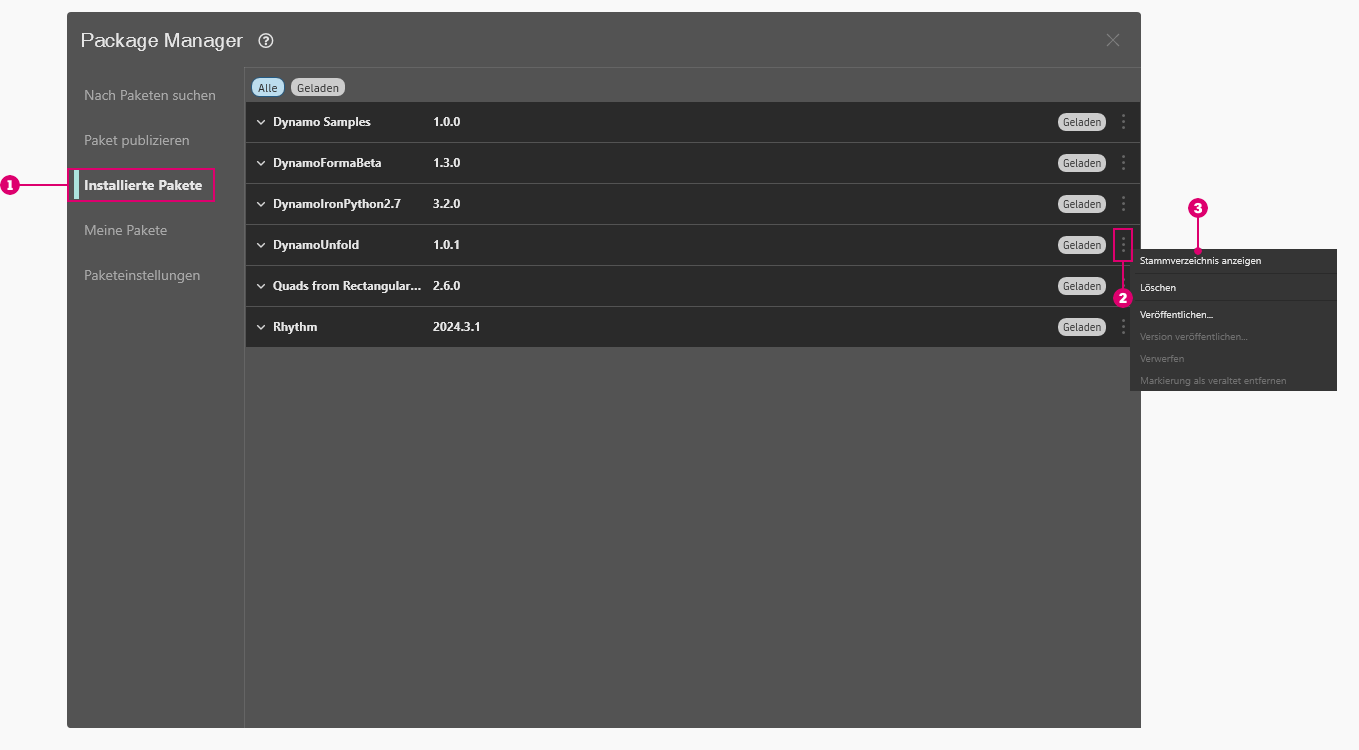 Package Manager ?
Nach Paketen suchen
Paket publizieren
1 Installierte Pakete
Meine Pakete
Paketeinstellungen
Alle Geladen
Dynamo Samples 1.0.0 Geladen
DynamoFormaBeta 1.3.0 Geladen
DynamoIronPython2.7 3.2.0 Geladen
DynamoUnfold 1.0.1 Geladen
Quads from Rectangular... 2.6.0 Geladen
Rhythm 2024.3.1 Geladen
2
3
Stammverzeichnis anzeigen
Löschen
Veröffentlichen...
Version veröffentlichen...
Verwerfen
Markierung als veraltet entfernen